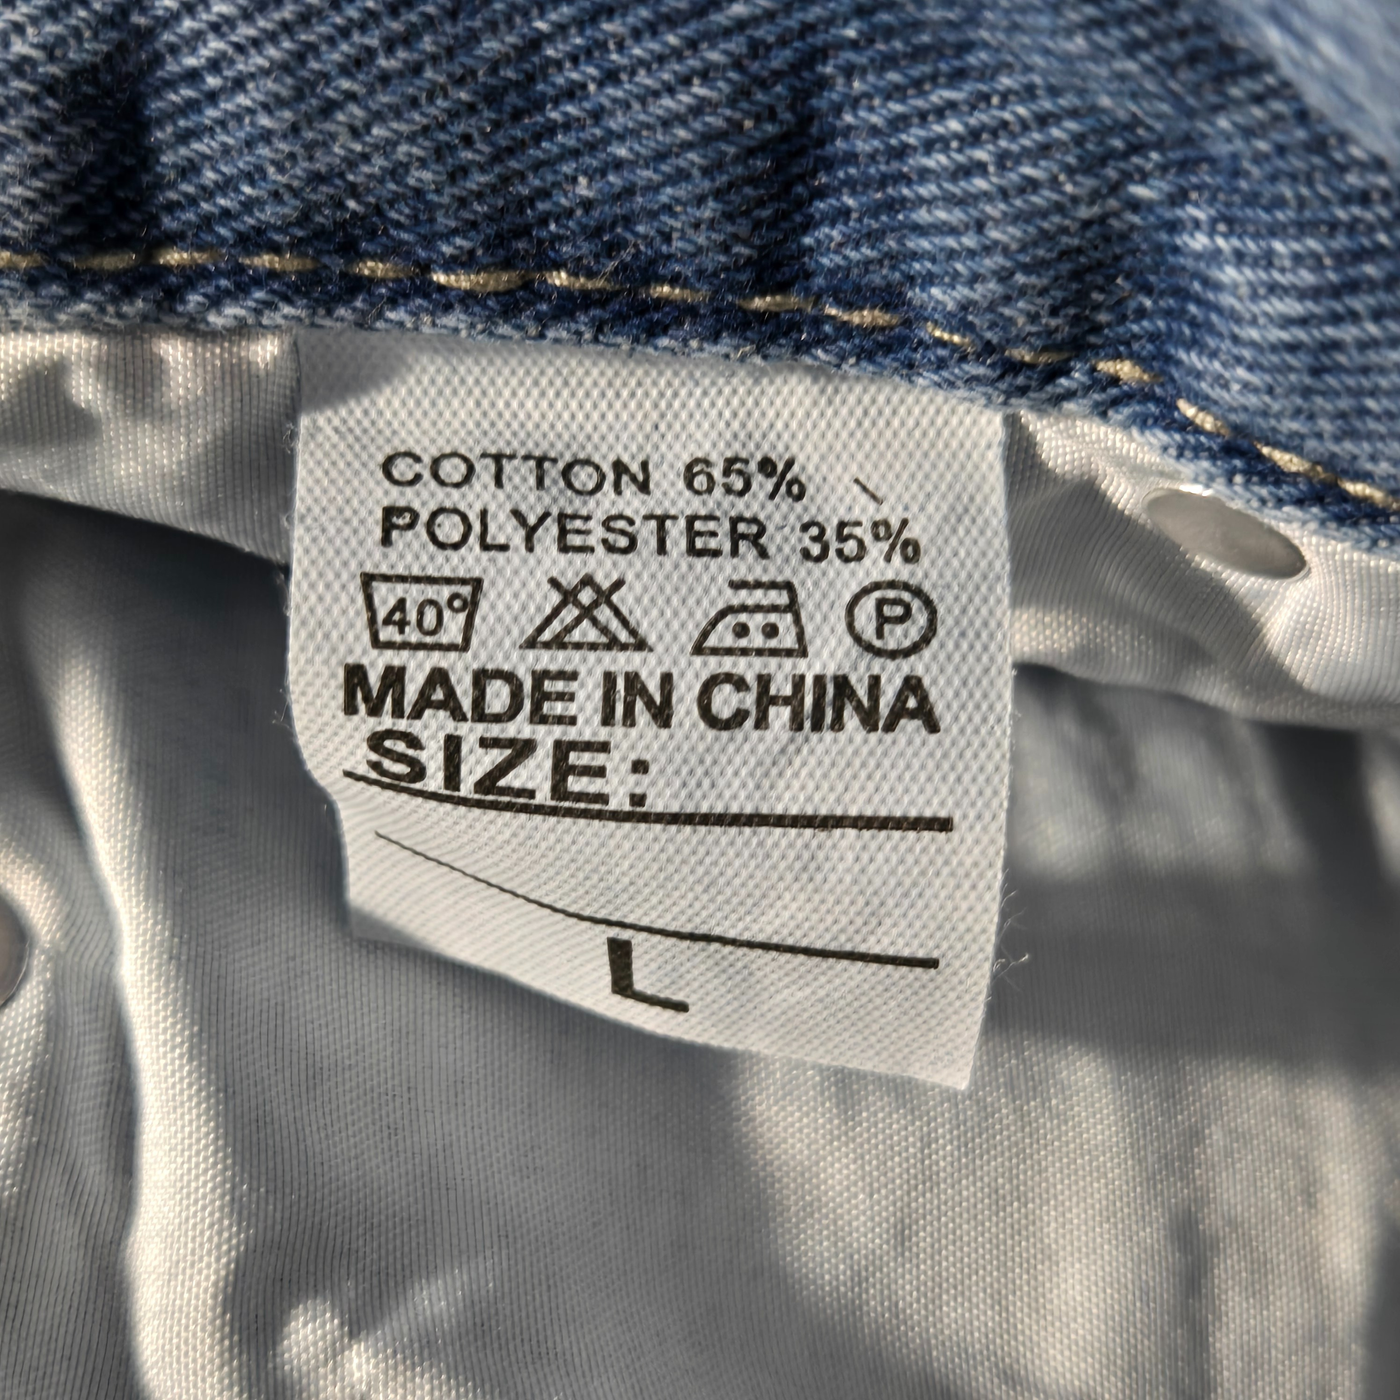 COTTON 65%
POLYESTER 35%
40° P
MADE IN CHINA
SIZE:
L